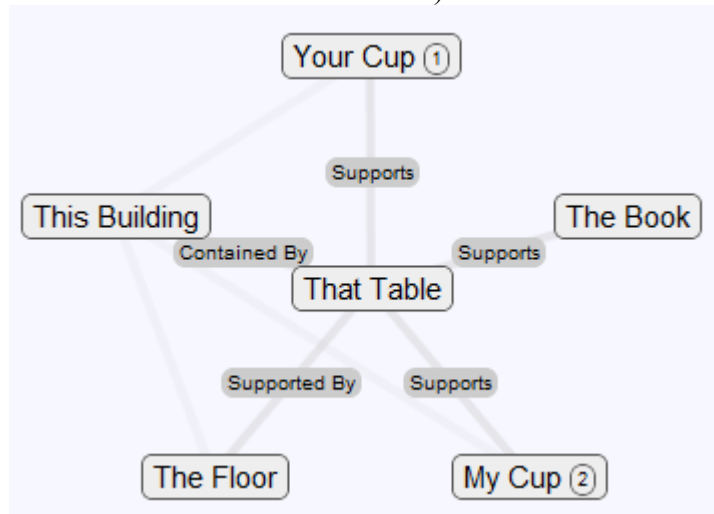 Your Cup 1
Supports
This Building
The Book
Contained By
Supports
That Table
Supported By
Supports
The Floor
My Cup 2